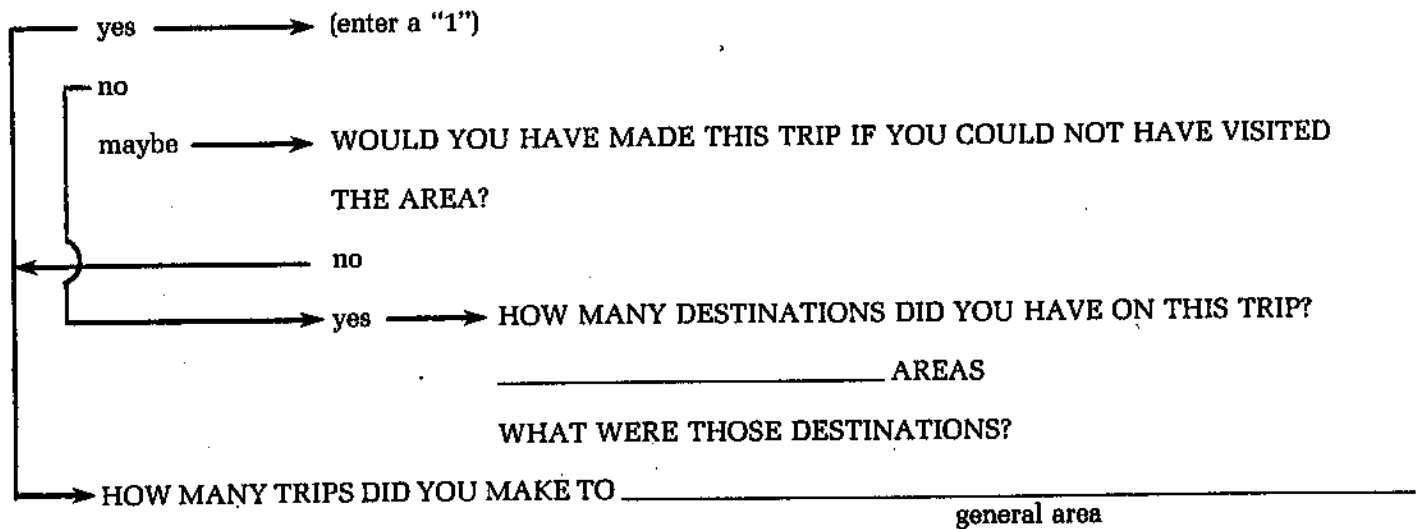 yes (enter a “1”)
no
maybe WOULD YOU HAVE MADE THIS TRIP IF YOU COULD NOT HAVE VISITED
THE AREA?
no
yes HOW MANY DESTINATIONS DID YOU HAVE ON THIS TRIP?
AREAS
WHAT WERE THOSE DESTINATIONS?
HOW MANY TRIPS DID YOU MAKE TO
general area